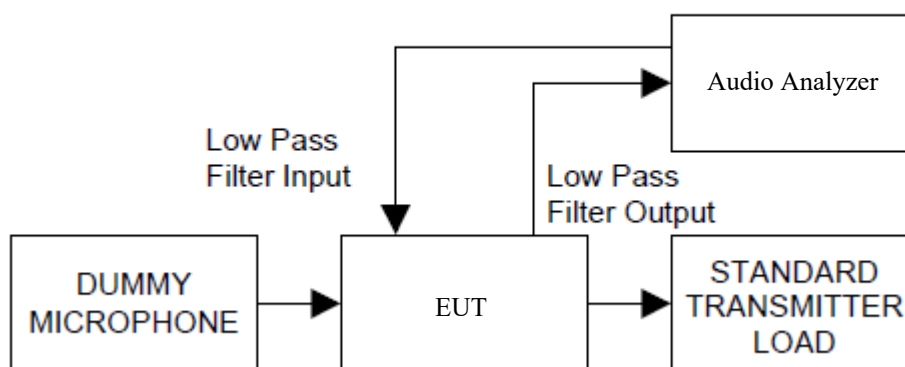 Audio Analyzer
Low Pass
Filter Input
Low Pass
Filter Output
DUMMY
MICROPHONE
EUT
STANDARD
TRANSMITTER
LOAD